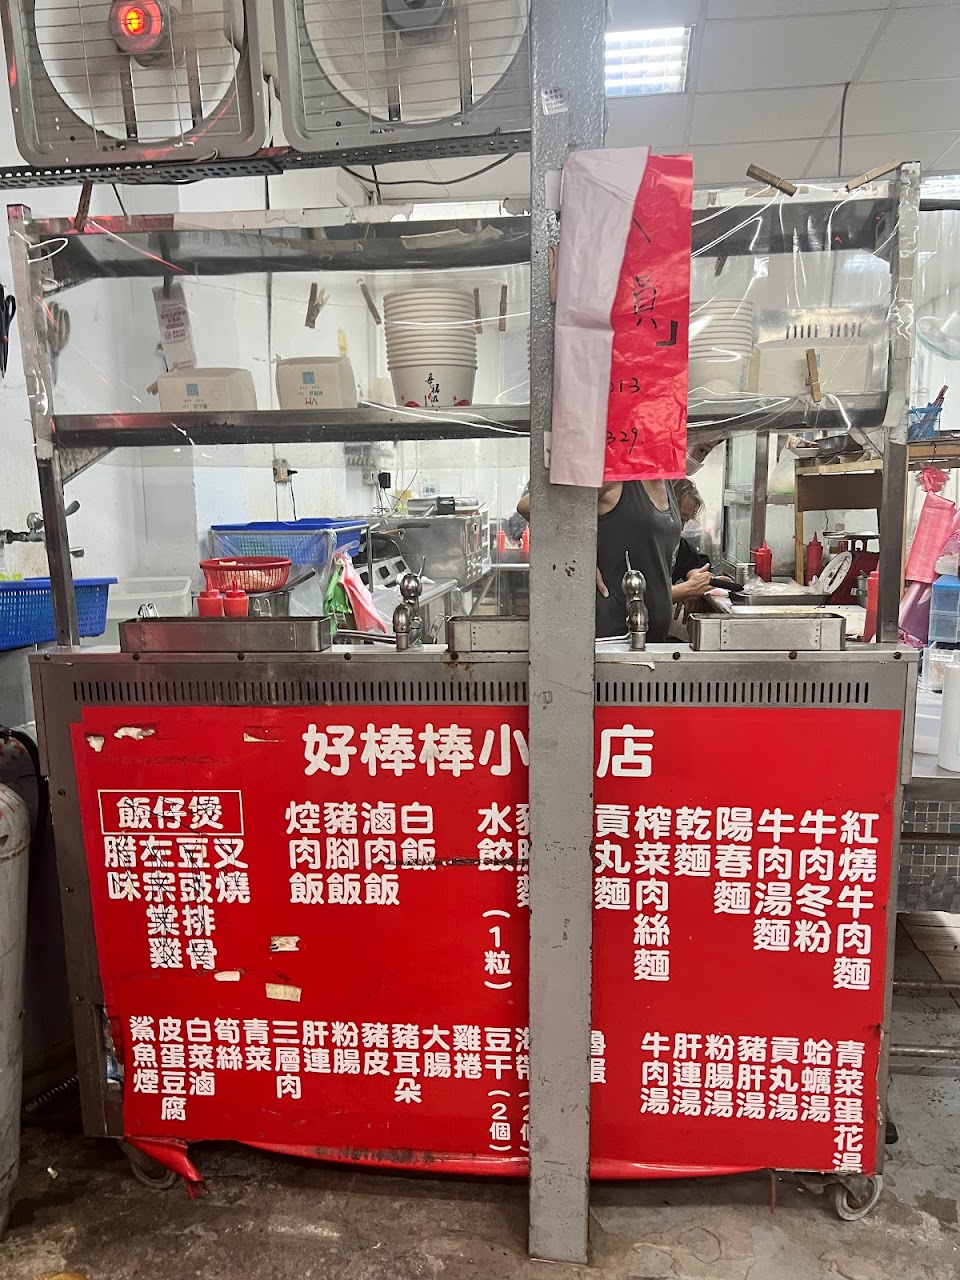 員」
013
329
好棒棒小
店
紅燒牛肉麵
牛肉冬粉
牛肉湯麵
陽春麵
乾麵
榨菜肉絲麵
貢丸麵
水餃(1粒)
白飯
滷肉飯
豬腳飯
焢肉飯
飯仔煲
叉燒
豆豉排骨
左宗棠雞
腊味
青菜蛋花湯
蛤蠣湯
貢丸湯
豬肝湯
粉腸湯
肝連湯
牛肉湯
豆干(2個)
雞捲
大腸
豬耳朵
豬皮
粉腸
肝連
三層肉
青菜
筍絲
白菜滷
皮蛋豆腐
鯊魚煙